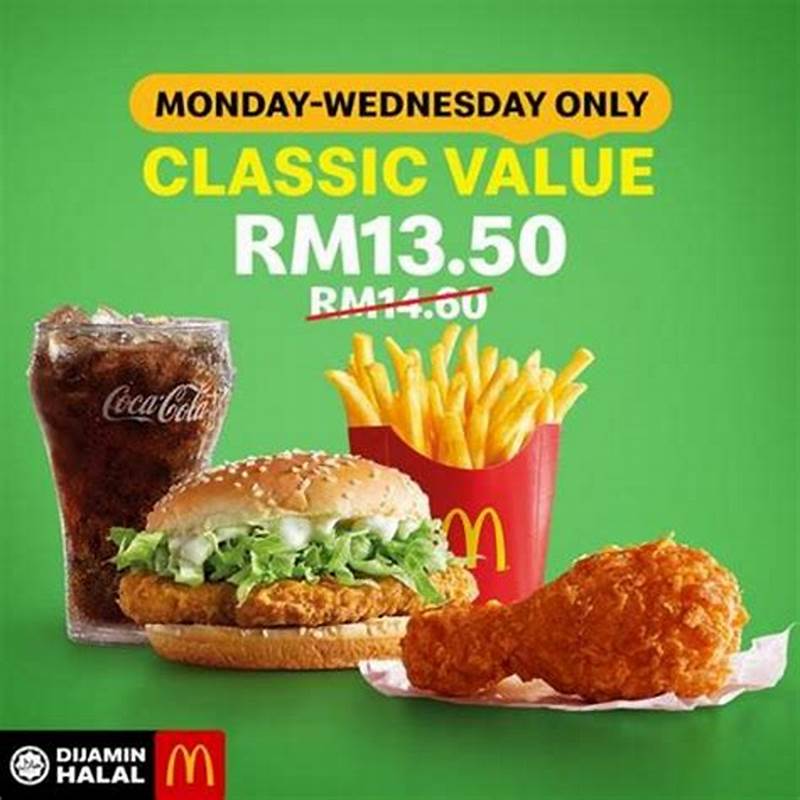 MONDAY-WEDNESDAY ONLY
CLASSIC VALUE
RM13.50
RM14.60
Coca-Cola
DIJAMIN
HALAL